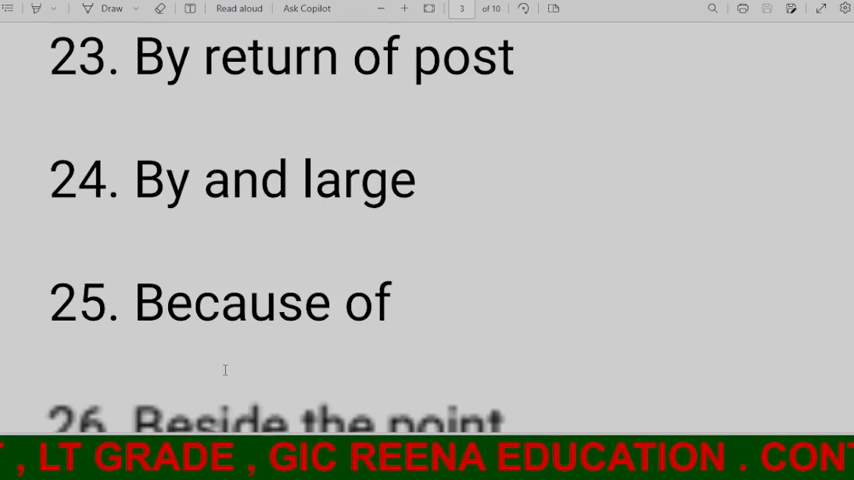 Draw
Read aloud
Ask Copilot
3 of 10
23. By return of post
24. By and large
25. Because of
26. Beside the point
, LT GRADE , GIC REENA EDUCATION . CONT